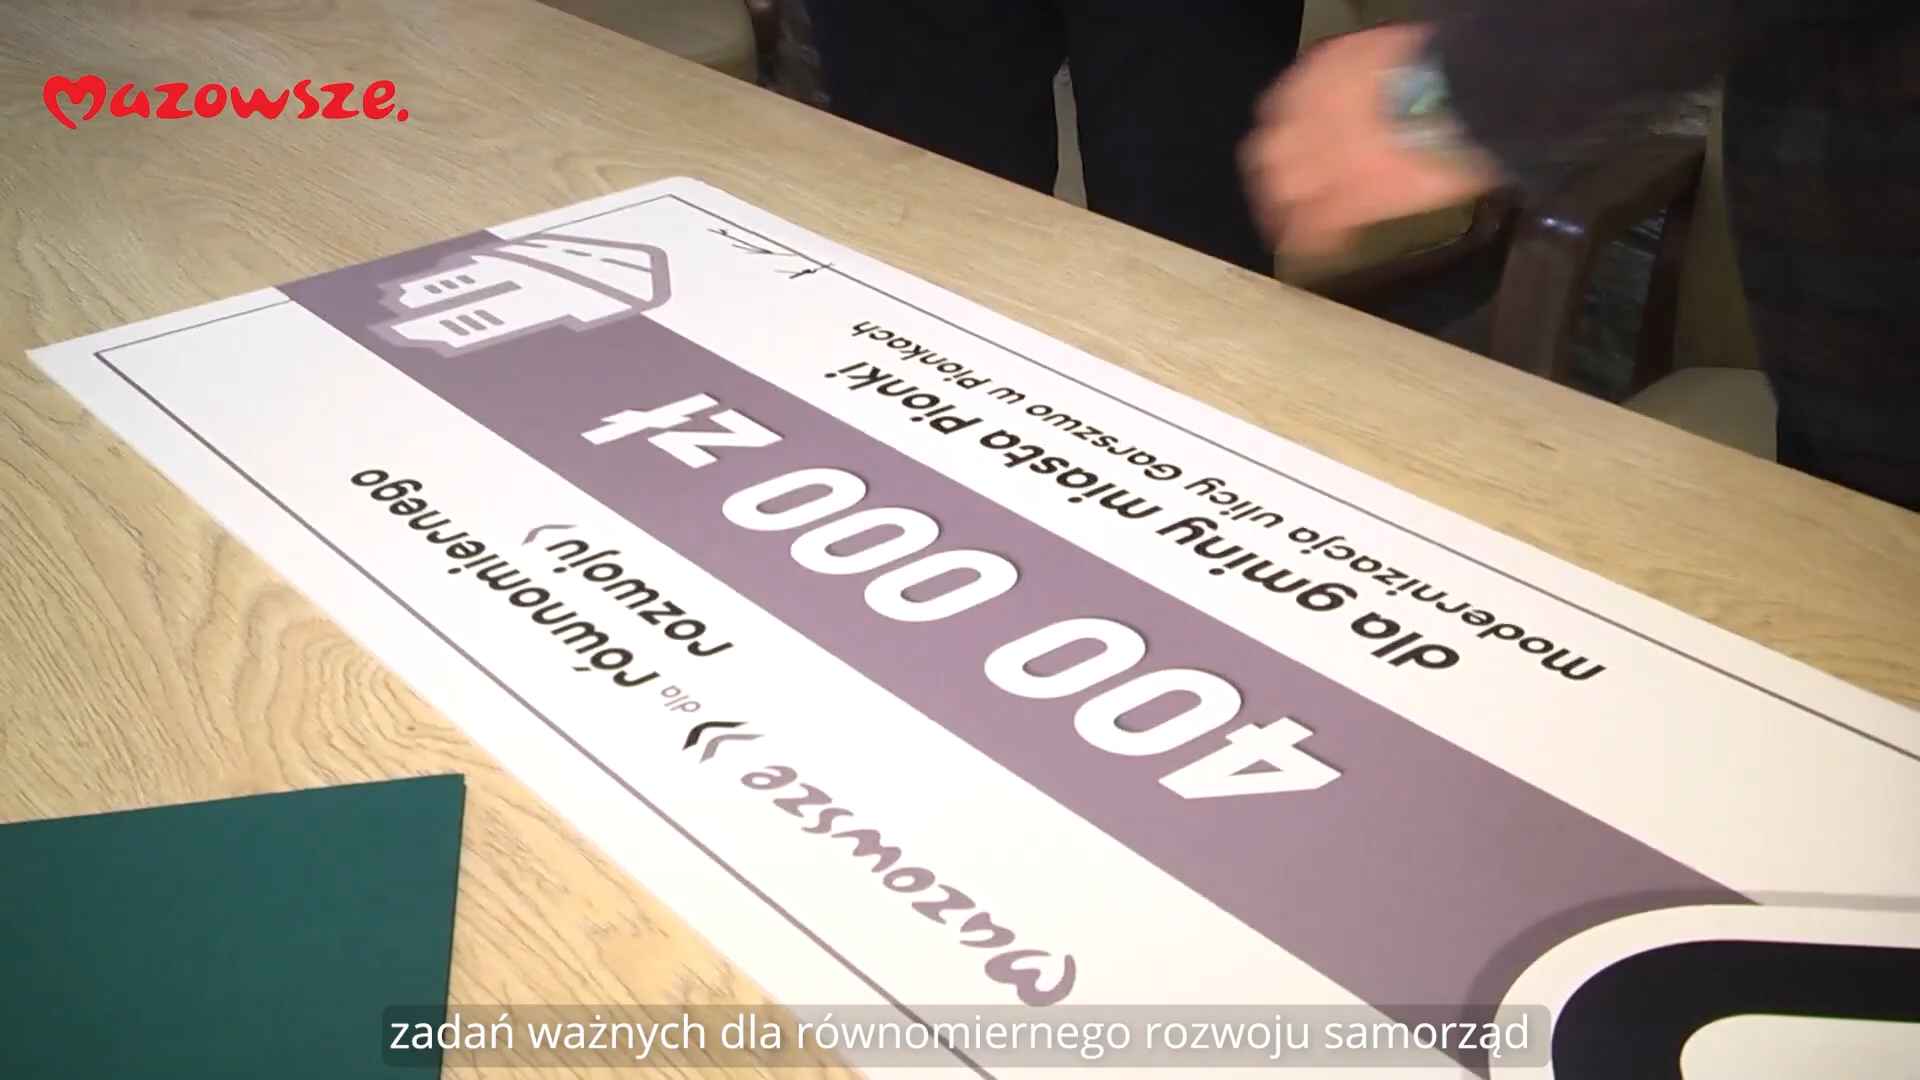 Mazowsze.
Mazowsze
dla równomiernego
rozwoju
400 000 zł
dla gminy miasta Pionki
modernizacja ulicy Garszwo w Pionkach
zadań ważnych dla równomiernego rozwoju samorząd